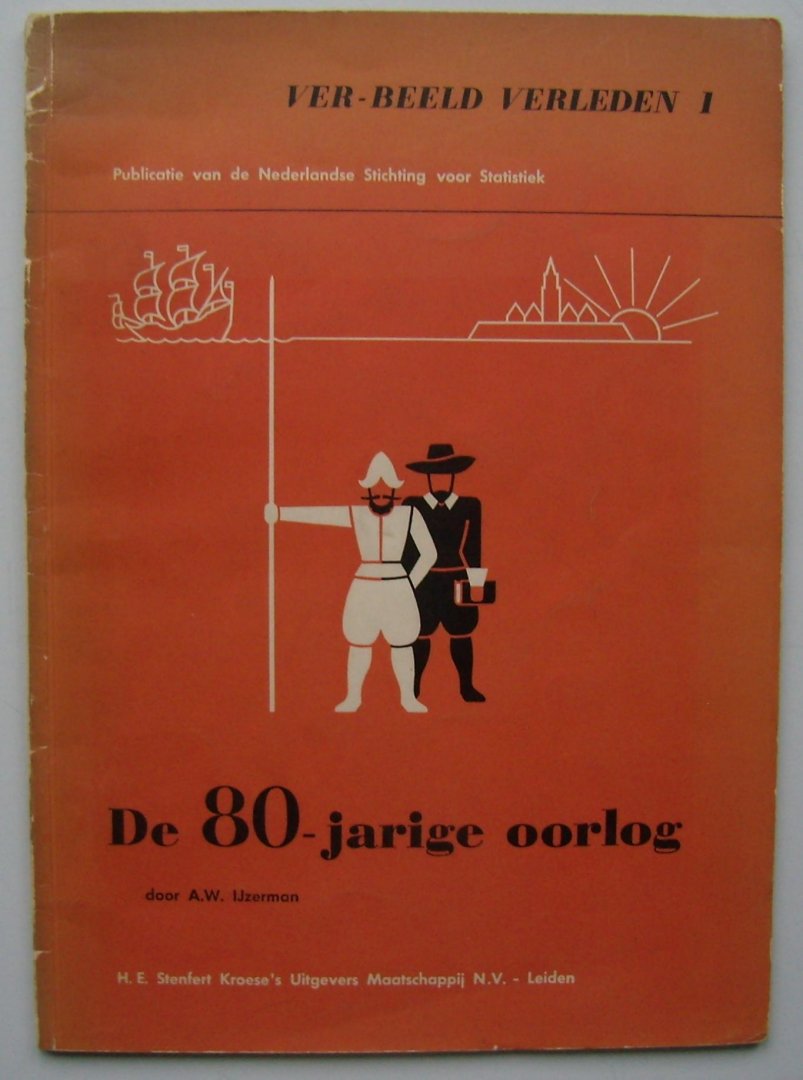 VER-BEELD VERLEDEN 1
Publicatie van de Nederlandse Stichting voor Statistiek
De 80-jarige oorlog
door A.W. IJzerman
H. E. Stenfert Kroese's Uitgevers Maatschappij N.V. - Leiden